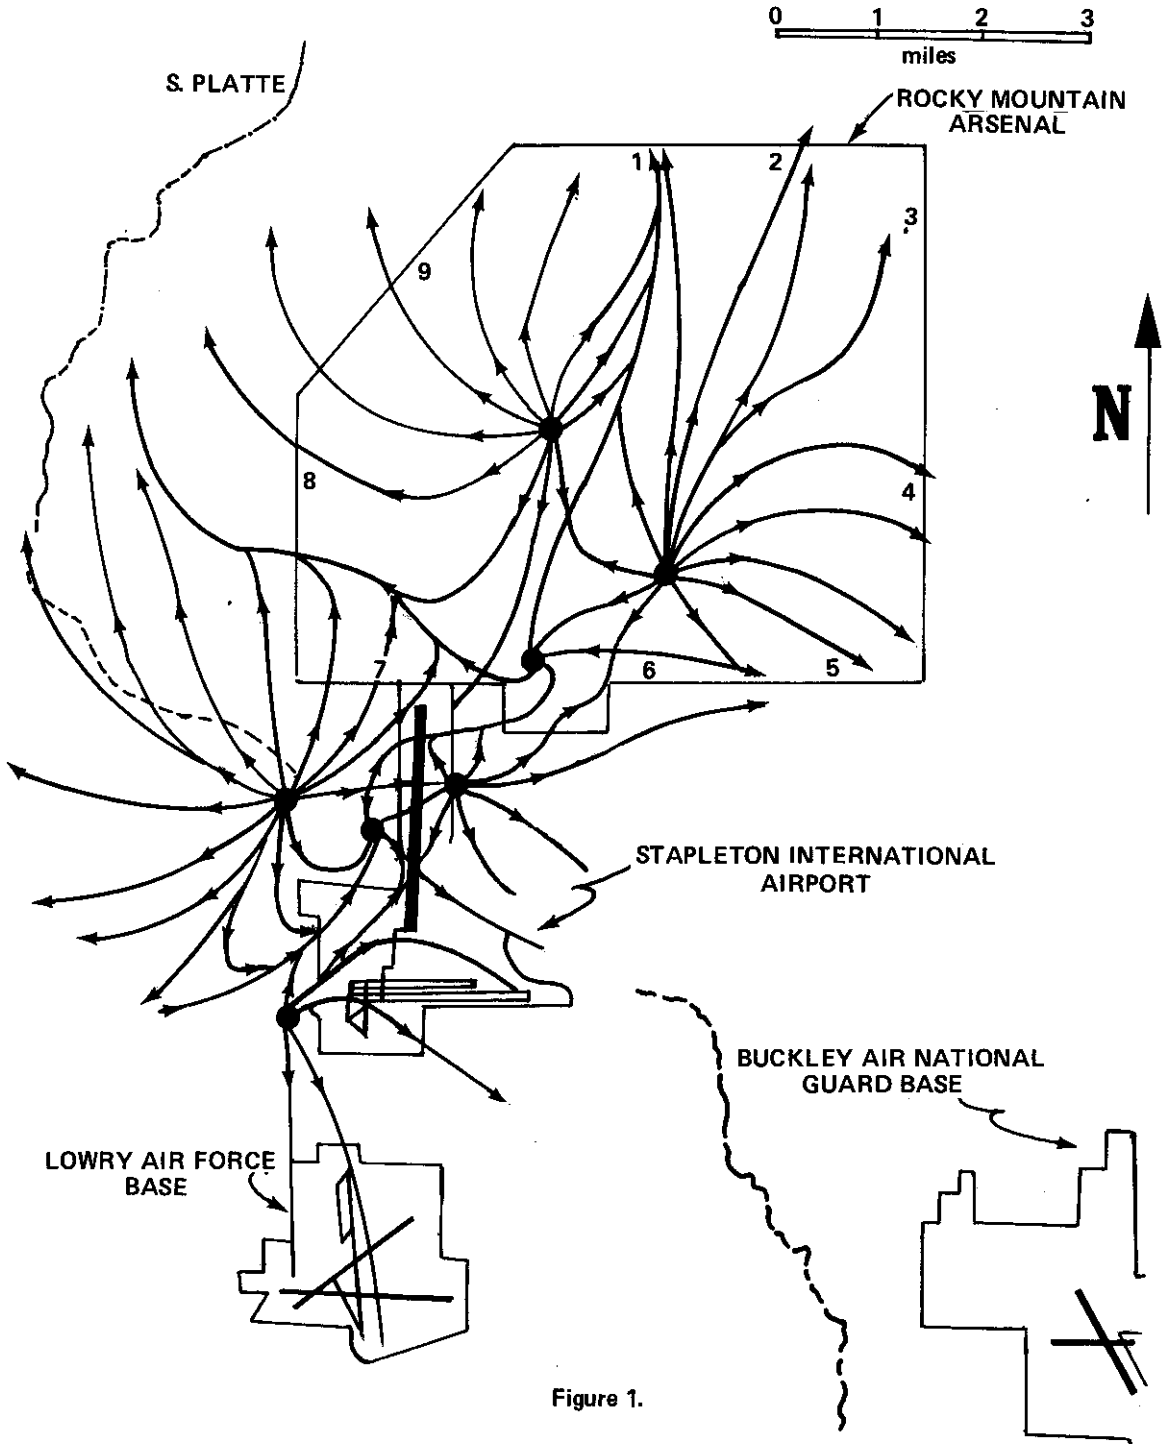 0 1 2 3
miles
S. PLATTE
ROCKY MOUNTAIN
ARSENAL
1
2
3
9
N
8
4
7
6
5
STAPLETON INTERNATIONAL
AIRPORT
BUCKLEY AIR NATIONAL
GUARD BASE
LOWRY AIR FORCE
BASE
Figure 1.